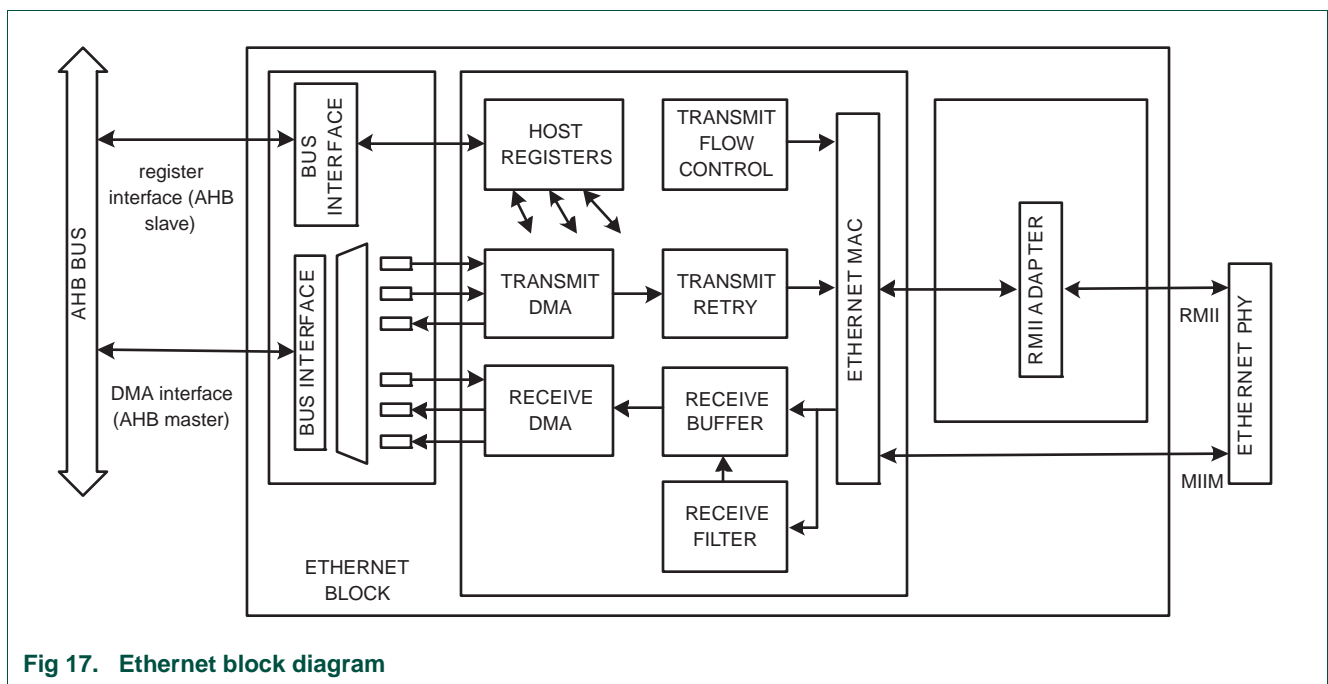 AHB BUS
register
interface (AHB
slave)
DMA interface
(AHB master)
BUS
INTERFACE
BUS INTERFACE
HOST
REGISTERS
TRANSMIT
FLOW
CONTROL
TRANSMIT
DMA
TRANSMIT
RETRY
RECEIVE
DMA
RECEIVE
BUFFER
RECEIVE
FILTER
ETHERNET MAC
RMII ADAPTER
RMII
MIIM
ETHERNET PHY
ETHERNET
BLOCK
Fig 17. Ethernet block diagram